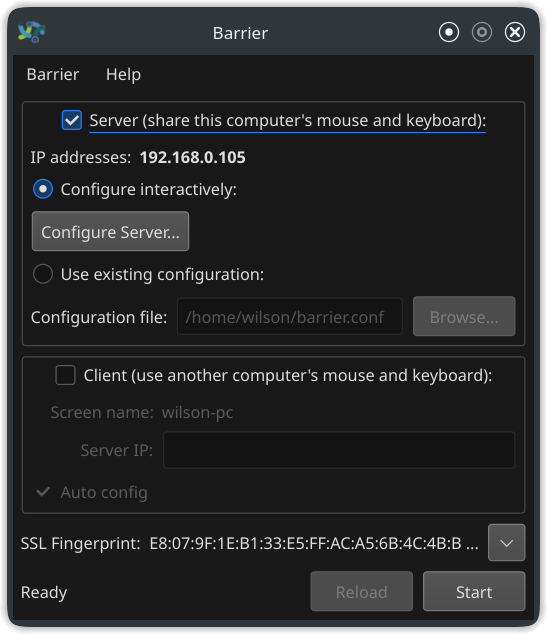 Barrier
Barrier Help
Server (share this computer's mouse and keyboard):
IP addresses: 192.168.0.105
Configure interactively:
Configure Server...
Use existing configuration:
Configuration file: /home/wilson/barrier.conf Browse...
Client (use another computer's mouse and keyboard):
Screen name: wilson-pc
Server IP:
Auto config
SSL Fingerprint: E8:07:9F:1E:B1:33:E5:FF:AC:A5:6B:4C:4B:B ...
Ready Reload Start